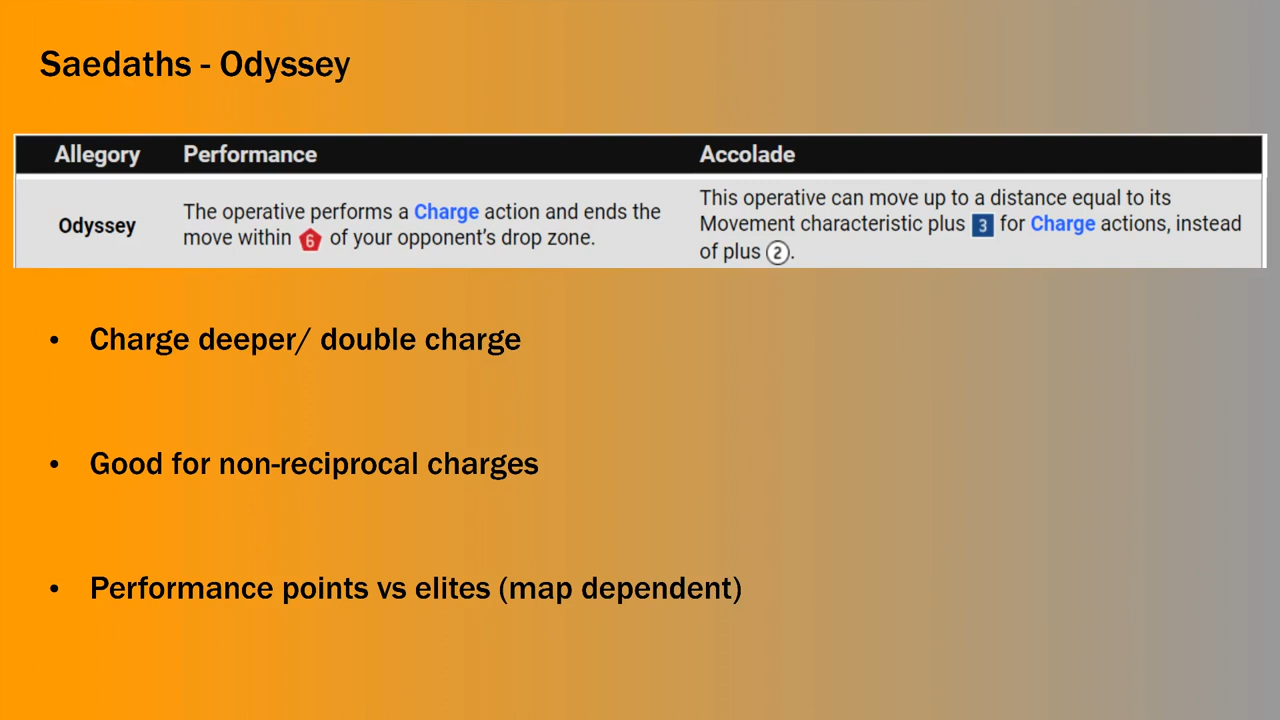 Saedaths - Odyssey
Allegory Performance Accolade
Odyssey
The operative performs a Charge action and ends the
move within 6 of your opponent's drop zone.
This operative can move up to a distance equal to its
Movement characteristic plus 3 for Charge actions, instead
of plus 2.
• Charge deeper/ double charge
• Good for non-reciprocal charges
• Performance points vs elites (map dependent)